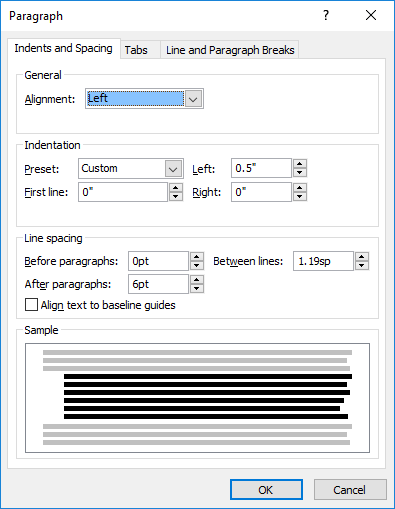 Paragraph ? ×
Indents and Spacing Tabs Line and Paragraph Breaks
General
Alignment: Left
Indentation
Preset: Custom Left: 0.5"
First line: 0" Right: 0"
Line spacing
Before paragraphs: 0pt Between lines: 1.19sp
After paragraphs: 6pt
Align text to baseline guides
Sample
OK Cancel